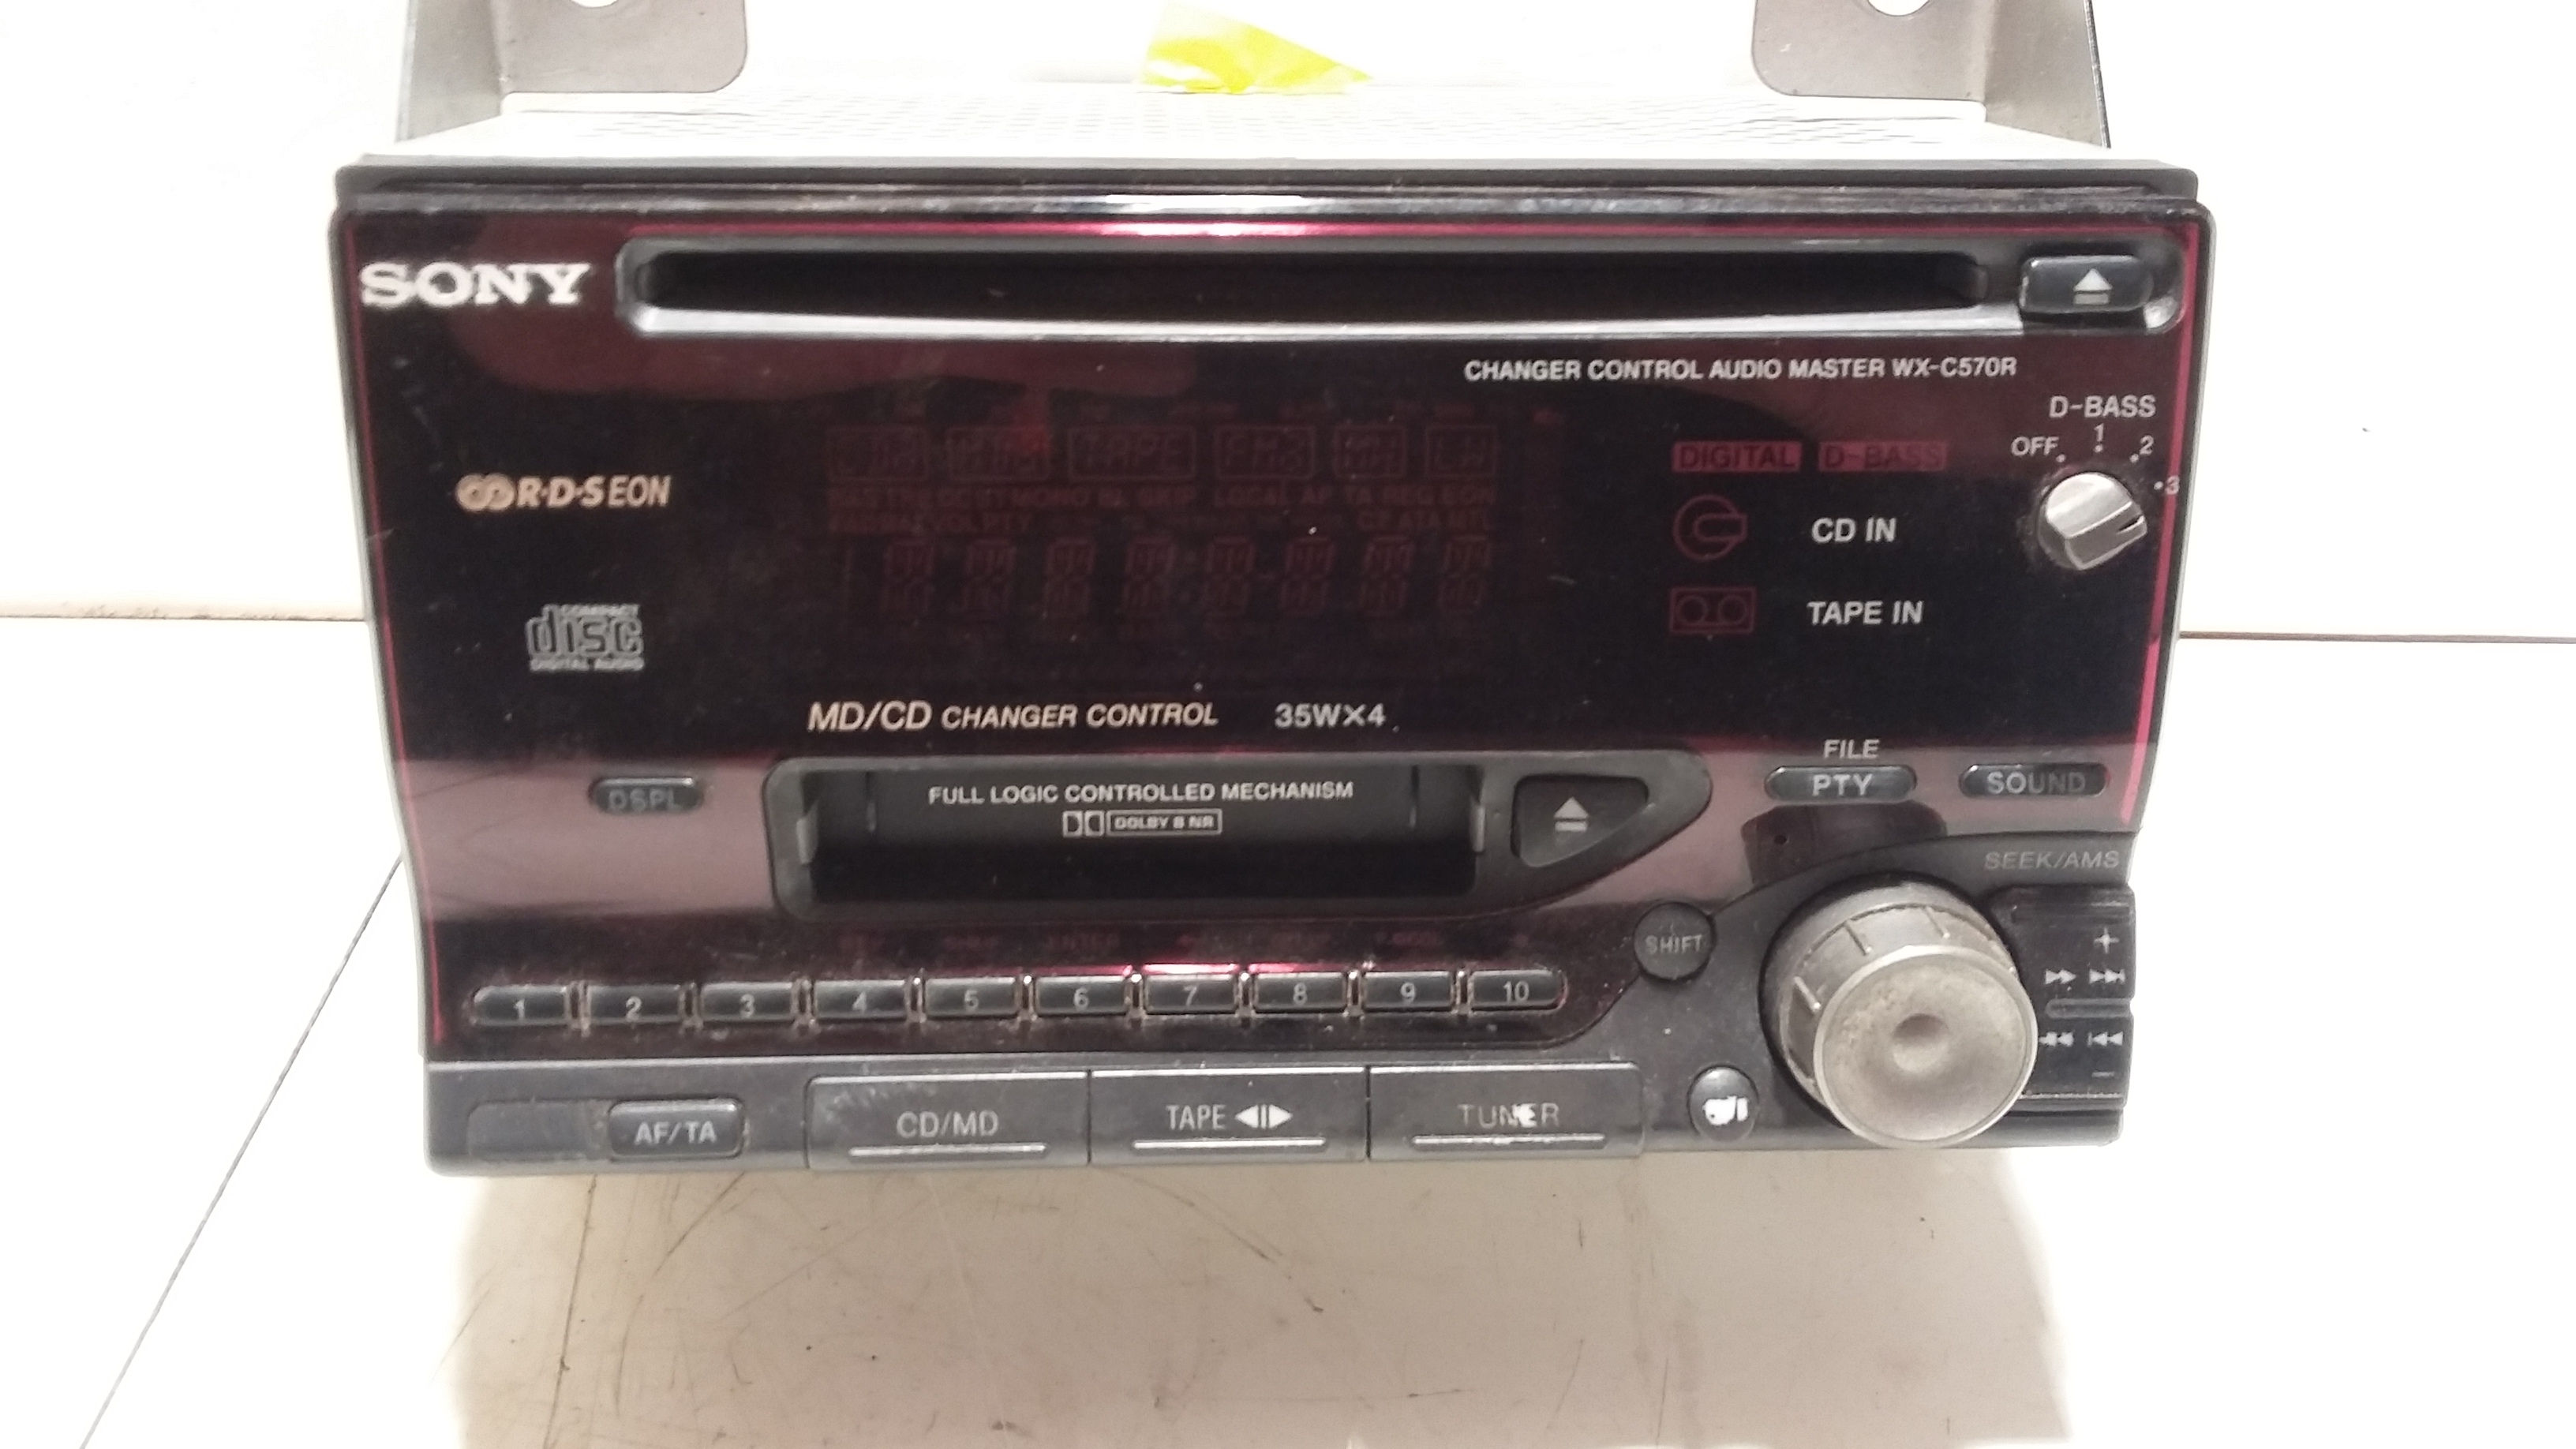 SONY
CHANGER CONTROL AUDIO MASTER WX-C570R
D-BASS
OFF 1 2 3
TAPE
DIGITAL D-BASS
R·D·S EON
CD IN
COMPACT
disc
DIGITAL AUDIO
TAPE IN
MD/CD CHANGER CONTROL 35W×4
FILE
DSPL
PTY
SOUND
FULL LOGIC CONTROLLED MECHANISM
DOLBY B NR
SEEK/AMS
SHIFT
+
1 2 3 4 5 6 7 8 9 10
−
AF/TA
CD/MD
TAPE
TUNER